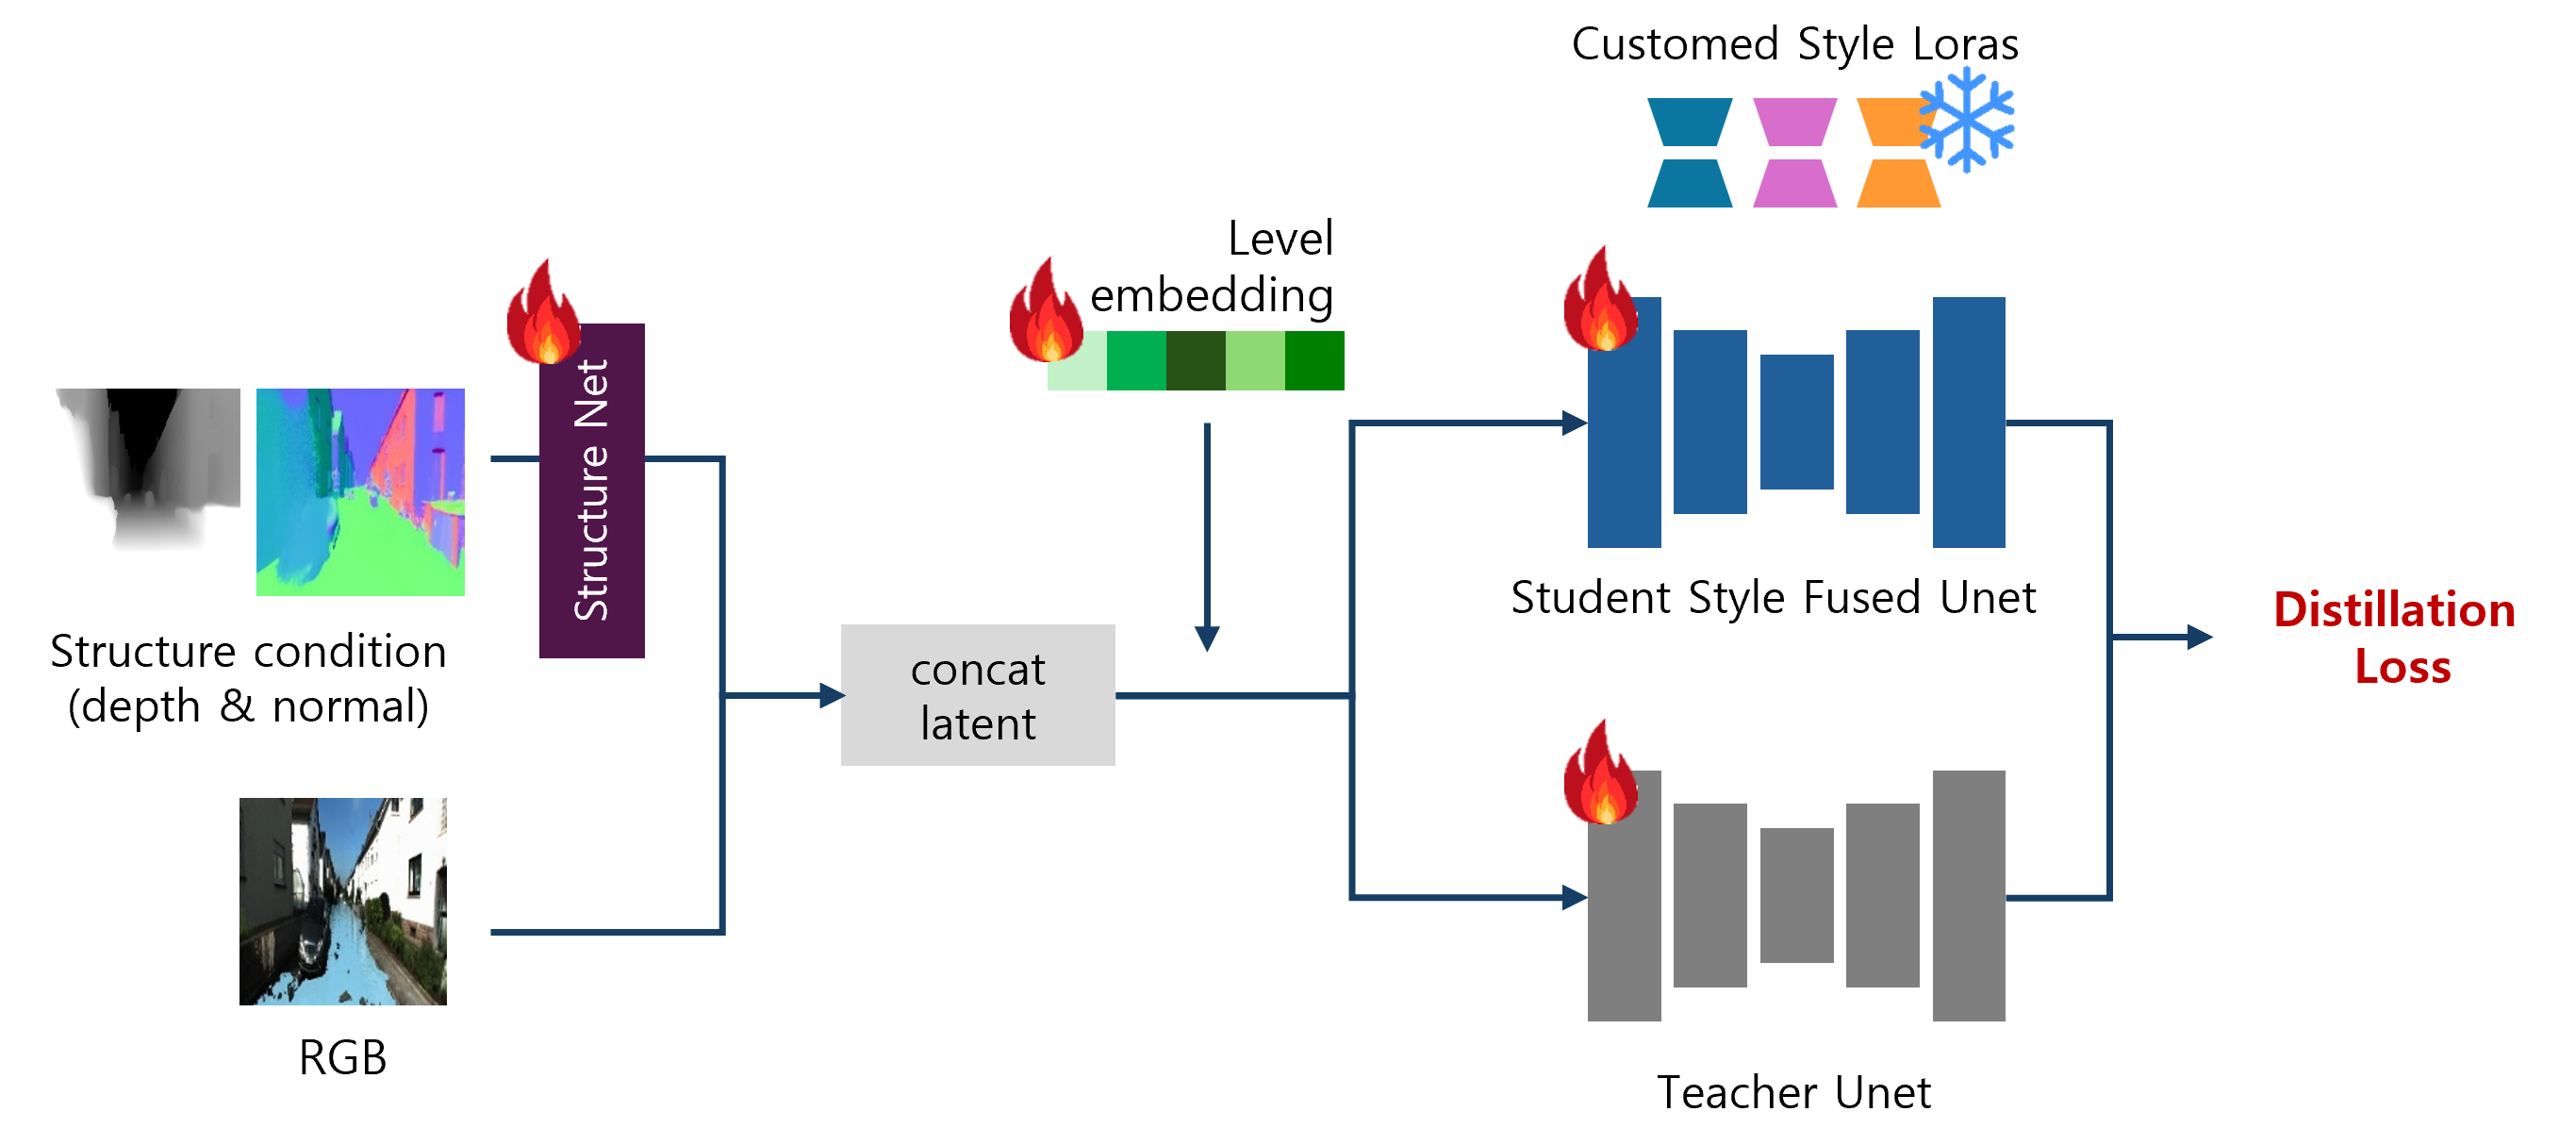 Customed Style Loras
Level
embedding
Structure Net
Structure condition
(depth & normal)
concat
latent
Student Style Fused Unet
Distillation
Loss
RGB
Teacher Unet